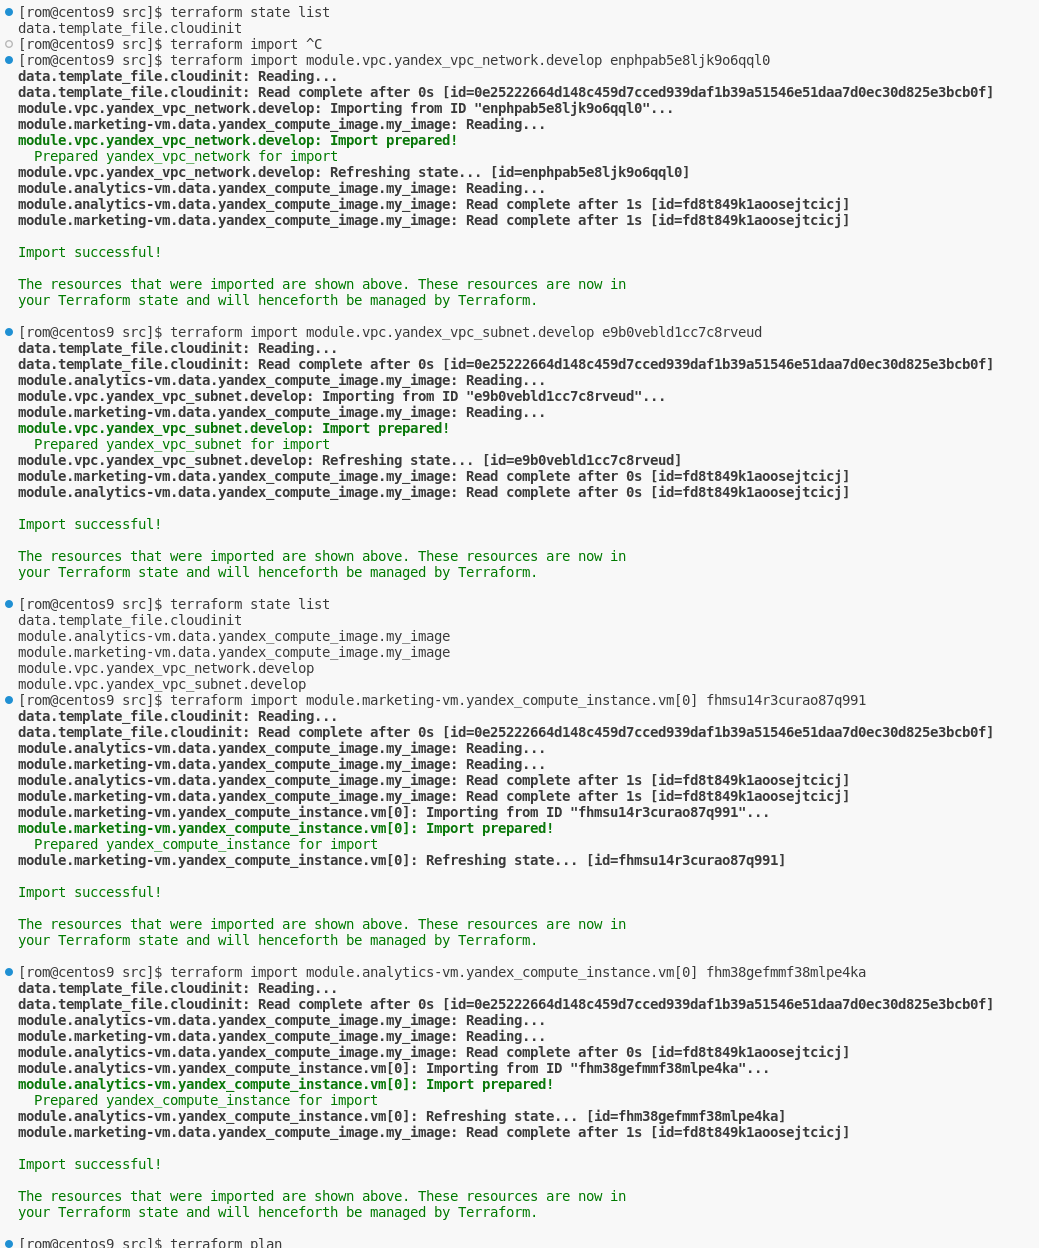 [rom@centos9 src]$ terraform state list
data.template_file.cloudinit
[rom@centos9 src]$ terraform import ^C
[rom@centos9 src]$ terraform import module.vpc.yandex_vpc_network.develop enphpab5e8ljk9o6qql0
data.template_file.cloudinit: Reading...
data.template_file.cloudinit: Read complete after 0s [id=0e25222664d148c459d7cced939daf1b39a51546e51daa7d0ec30d825e3bcb0f]
module.vpc.yandex_vpc_network.develop: Importing from ID "enphpab5e8ljk9o6qql0"...
module.marketing-vm.data.yandex_compute_image.my_image: Reading...
module.vpc.yandex_vpc_network.develop: Import prepared!
  Prepared yandex_vpc_network for import
module.vpc.yandex_vpc_network.develop: Refreshing state... [id=enphpab5e8ljk9o6qql0]
module.analytics-vm.data.yandex_compute_image.my_image: Reading...
module.analytics-vm.data.yandex_compute_image.my_image: Read complete after 1s [id=fd8t849k1aoosejtcicj]
module.marketing-vm.data.yandex_compute_image.my_image: Read complete after 1s [id=fd8t849k1aoosejtcicj]
Import successful!
The resources that were imported are shown above. These resources are now in
your Terraform state and will henceforth be managed by Terraform.
[rom@centos9 src]$ terraform import module.vpc.yandex_vpc_subnet.develop e9b0vebld1cc7c8rveud
data.template_file.cloudinit: Reading...
data.template_file.cloudinit: Read complete after 0s [id=0e25222664d148c459d7cced939daf1b39a51546e51daa7d0ec30d825e3bcb0f]
module.analytics-vm.data.yandex_compute_image.my_image: Reading...
module.vpc.yandex_vpc_subnet.develop: Importing from ID "e9b0vebld1cc7c8rveud"...
module.marketing-vm.data.yandex_compute_image.my_image: Reading...
module.vpc.yandex_vpc_subnet.develop: Import prepared!
  Prepared yandex_vpc_subnet for import
module.vpc.yandex_vpc_subnet.develop: Refreshing state... [id=e9b0vebld1cc7c8rveud]
module.marketing-vm.data.yandex_compute_image.my_image: Read complete after 0s [id=fd8t849k1aoosejtcicj]
module.analytics-vm.data.yandex_compute_image.my_image: Read complete after 0s [id=fd8t849k1aoosejtcicj]
Import successful!
The resources that were imported are shown above. These resources are now in
your Terraform state and will henceforth be managed by Terraform.
[rom@centos9 src]$ terraform state list
data.template_file.cloudinit
module.analytics-vm.data.yandex_compute_image.my_image
module.marketing-vm.data.yandex_compute_image.my_image
module.vpc.yandex_vpc_network.develop
module.vpc.yandex_vpc_subnet.develop
[rom@centos9 src]$ terraform import module.marketing-vm.yandex_compute_instance.vm[0] fhmsu14r3curao87q991
data.template_file.cloudinit: Reading...
data.template_file.cloudinit: Read complete after 0s [id=0e25222664d148c459d7cced939daf1b39a51546e51daa7d0ec30d825e3bcb0f]
module.analytics-vm.data.yandex_compute_image.my_image: Reading...
module.marketing-vm.data.yandex_compute_image.my_image: Reading...
module.analytics-vm.data.yandex_compute_image.my_image: Read complete after 1s [id=fd8t849k1aoosejtcicj]
module.marketing-vm.data.yandex_compute_image.my_image: Read complete after 1s [id=fd8t849k1aoosejtcicj]
module.marketing-vm.yandex_compute_instance.vm[0]: Importing from ID "fhmsu14r3curao87q991"...
module.marketing-vm.yandex_compute_instance.vm[0]: Import prepared!
  Prepared yandex_compute_instance for import
module.marketing-vm.yandex_compute_instance.vm[0]: Refreshing state... [id=fhmsu14r3curao87q991]
Import successful!
The resources that were imported are shown above. These resources are now in
your Terraform state and will henceforth be managed by Terraform.
[rom@centos9 src]$ terraform import module.analytics-vm.yandex_compute_instance.vm[0] fhm38gefmmf38mlpe4ka
data.template_file.cloudinit: Reading...
data.template_file.cloudinit: Read complete after 0s [id=0e25222664d148c459d7cced939daf1b39a51546e51daa7d0ec30d825e3bcb0f]
module.analytics-vm.data.yandex_compute_image.my_image: Reading...
module.marketing-vm.data.yandex_compute_image.my_image: Reading...
module.analytics-vm.data.yandex_compute_image.my_image: Read complete after 0s [id=fd8t849k1aoosejtcicj]
module.analytics-vm.yandex_compute_instance.vm[0]: Importing from ID "fhm38gefmmf38mlpe4ka"...
module.analytics-vm.yandex_compute_instance.vm[0]: Import prepared!
  Prepared yandex_compute_instance for import
module.analytics-vm.yandex_compute_instance.vm[0]: Refreshing state... [id=fhm38gefmmf38mlpe4ka]
module.marketing-vm.data.yandex_compute_image.my_image: Read complete after 1s [id=fd8t849k1aoosejtcicj]
Import successful!
The resources that were imported are shown above. These resources are now in
your Terraform state and will henceforth be managed by Terraform.
[rom@centos9 src]$ terraform plan